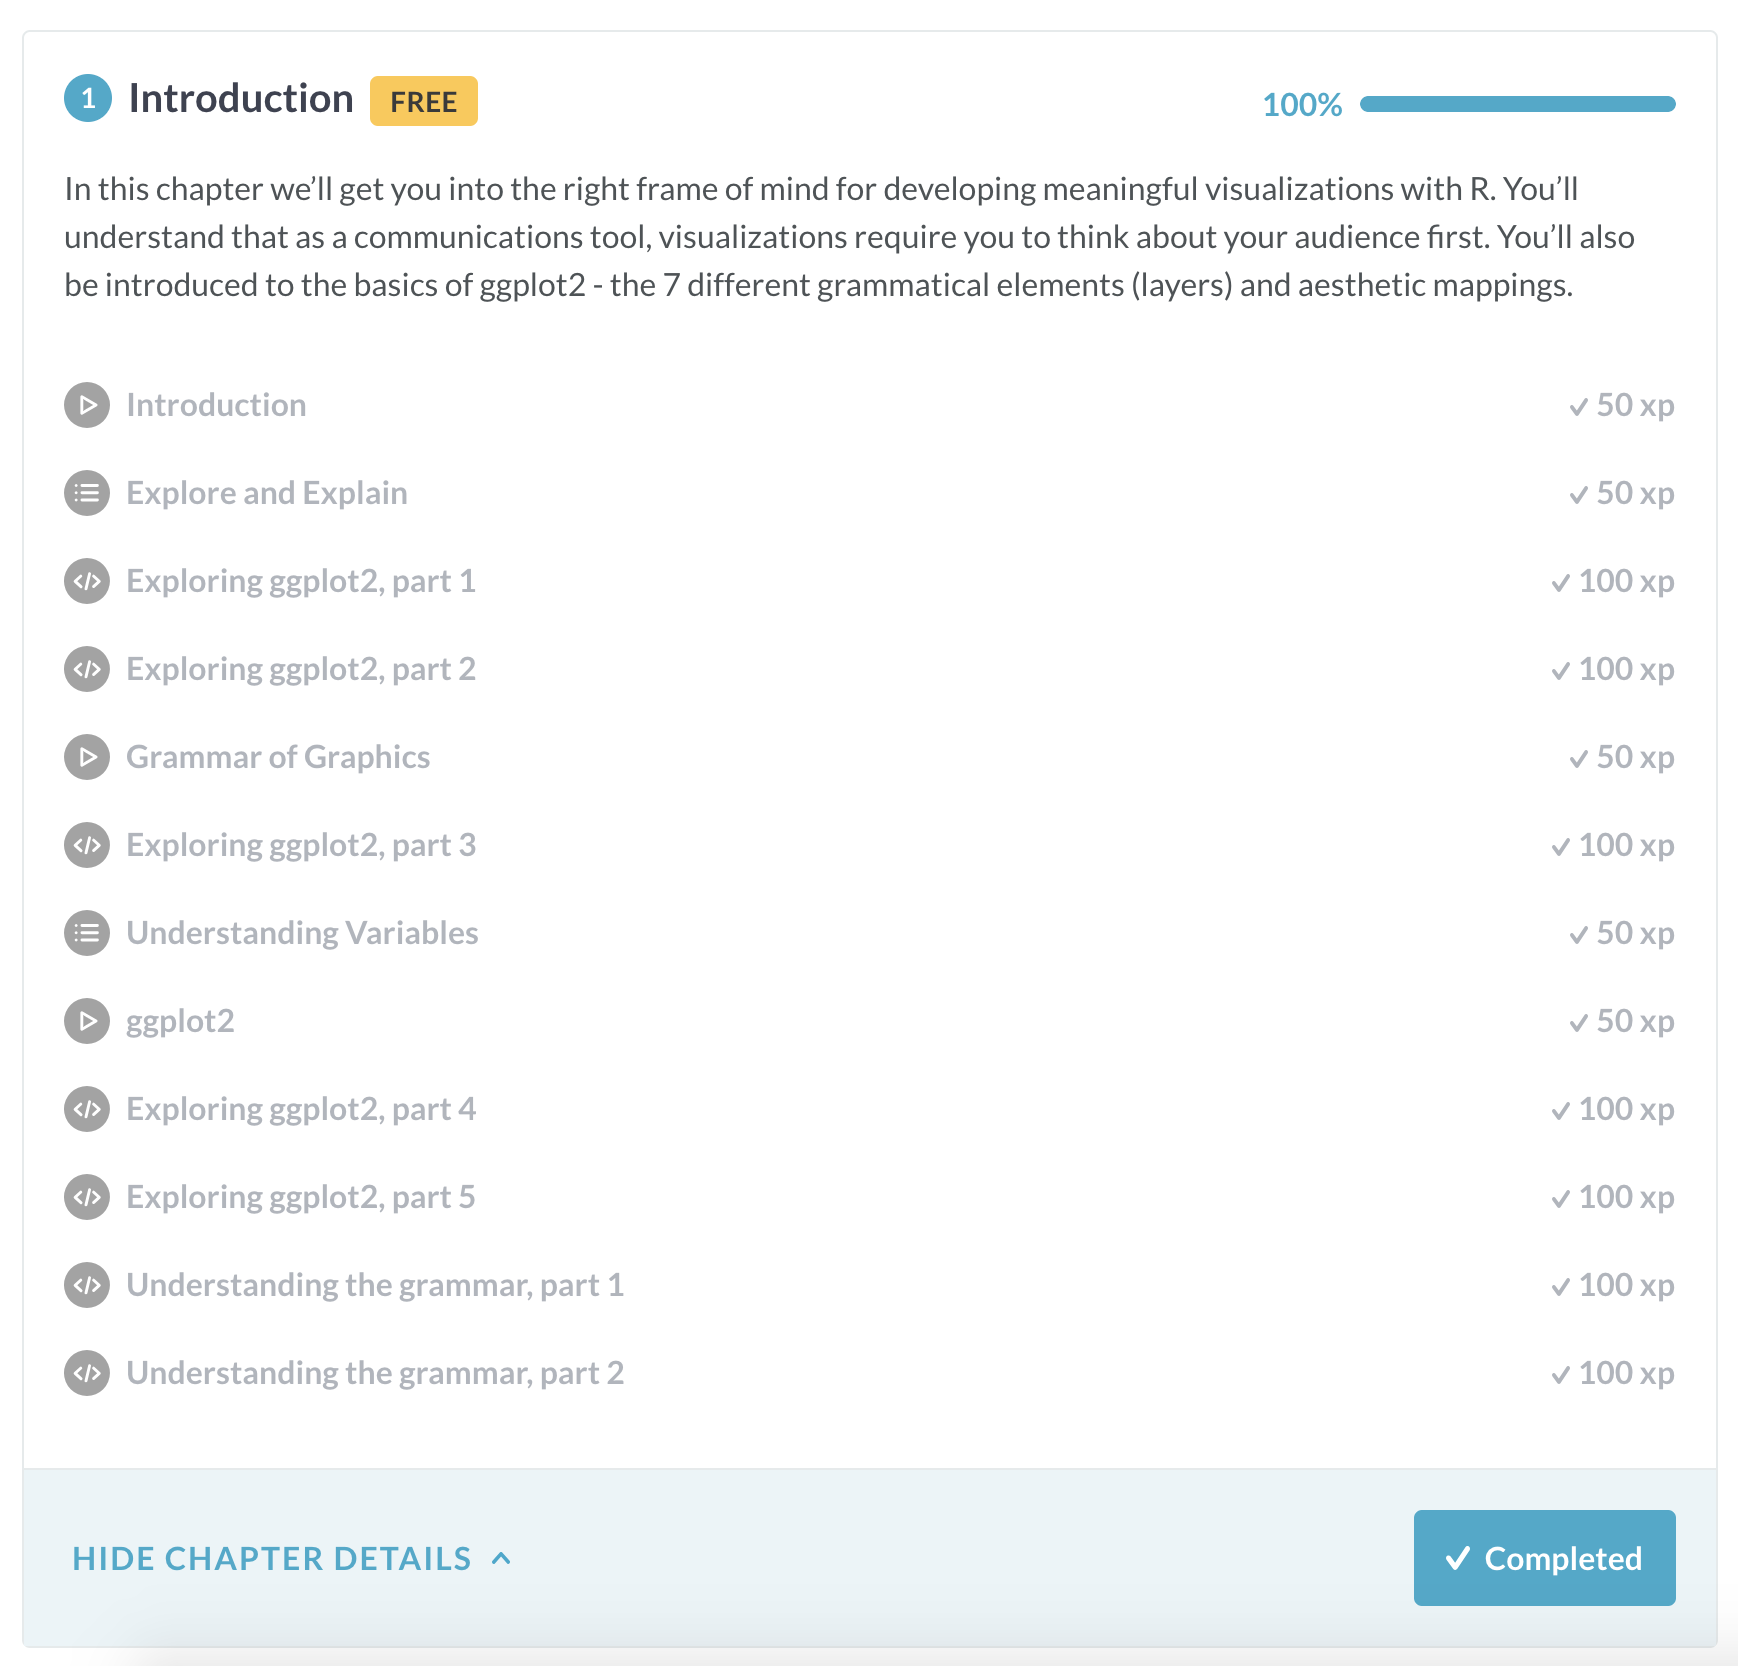 1 Introduction FREE 100%
In this chapter we’ll get you into the right frame of mind for developing meaningful visualizations with R. You’ll
understand that as a communications tool, visualizations require you to think about your audience first. You’ll also
be introduced to the basics of ggplot2 - the 7 different grammatical elements (layers) and aesthetic mappings.
Introduction ✓ 50 xp
Explore and Explain ✓ 50 xp
</> Exploring ggplot2, part 1 ✓ 100 xp
</> Exploring ggplot2, part 2 ✓ 100 xp
Grammar of Graphics ✓ 50 xp
</> Exploring ggplot2, part 3 ✓ 100 xp
Understanding Variables ✓ 50 xp
ggplot2 ✓ 50 xp
</> Exploring ggplot2, part 4 ✓ 100 xp
</> Exploring ggplot2, part 5 ✓ 100 xp
</> Understanding the grammar, part 1 ✓ 100 xp
</> Understanding the grammar, part 2 ✓ 100 xp
HIDE CHAPTER DETAILS ✓ Completed